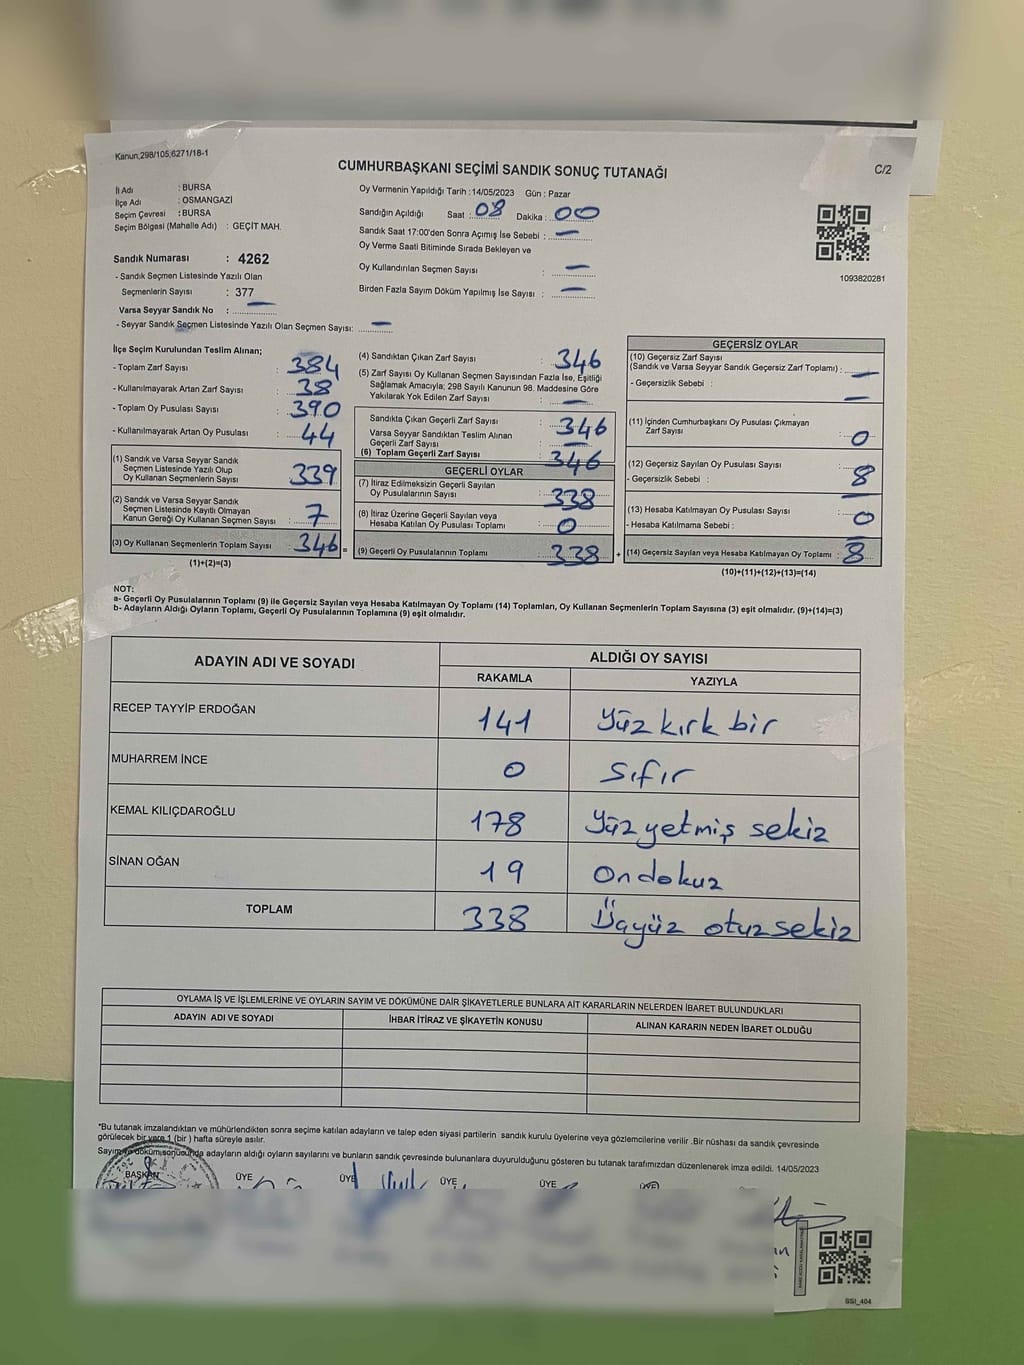 Kanun,298/105,6271/18-1
CUMHURBAŞKANI SEÇİMİ SANDIK SONUÇ TUTANAĞI
C/2
İl Adı : BURSA
İlçe Adı : OSMANGAZİ
Seçim Çevresi : BURSA
Seçim Bölgesi (Mahalle Adı) : GEÇİT MAH.
Oy Vermenin Yapıldığı Tarih :14/05/2023 Gün : Pazar
Sandığın Açıldığı Saat : 08 Dakika : 00
Sandık Saat 17:00'den Sonra Açımış İse Sebebi : —
Oy Verme Saati Bitiminde Sırada Bekleyen ve
Oy Kullandırılan Seçmen Sayısı : —
Birden Fazla Sayım Döküm Yapılmış İse Sayısı : —
1093820281
Sandık Numarası : 4262
- Sandık Seçmen Listesinde Yazılı Olan
Seçmenlerin Sayısı : 377
Varsa Seyyar Sandık No : —
- Seyyar Sandık Seçmen Listesinde Yazılı Olan Seçmen Sayısı: —
İlçe Seçim Kurulundan Teslim Alınan;
- Toplam Zarf Sayısı : 384
- Kullanılmayarak Artan Zarf Sayısı : 38
- Toplam Oy Pusulası Sayısı : 390
- Kullanılmayarak Artan Oy Pusulası : 44
(1) Sandık ve Varsa Seyyar Sandık
Seçmen Listesinde Yazılı Olup
Oy Kullanan Seçmenlerin Sayısı : 339
(2) Sandık ve Varsa Seyyar Sandık
Seçmen Listesinde Kayıtlı Olmayan
Kanun Gereği Oy Kullanan Seçmen Sayısı : 7
(3) Oy Kullanan Seçmenlerin Toplam Sayısı : 346 =
(1)+(2)=(3)
(4) Sandıktan Çıkan Zarf Sayısı : 346
(5) Zarf Sayısı Oy Kullanan Seçmen Sayısından Fazla İse, Eşitliği
Sağlamak Amacıyla; 298 Sayılı Kanunun 98. Maddesine Göre
Yakılarak Yok Edilen Zarf Sayısı : —
Sandıkta Çıkan Geçerli Zarf Sayısı : 346
Varsa Seyyar Sandıktan Teslim Alınan
Geçerli Zarf Sayısı : —
(6) Toplam Geçerli Zarf Sayısı : 346
GEÇERLİ OYLAR
(7) İtiraz Edilmeksizin Geçerli Sayılan
Oy Pusulalarının Sayısı : 338
(8) İtiraz Üzerine Geçerli Sayılan veya
Hesaba Katılan Oy Pusulası Toplamı : 0
(9) Geçerli Oy Pusulalarının Toplamı : 338 +
GEÇERSİZ OYLAR
(10) Geçersiz Zarf Sayısı
(Sandık ve Varsa Seyyar Sandık Geçersiz Zarf Toplamı) : —
- Geçersizlik Sebebi : —
(11) İçinden Cumhurbaşkanı Oy Pusulası Çıkmayan
Zarf Sayısı : 0
(12) Geçersiz Sayılan Oy Pusulası Sayısı : 8
- Geçersizlik Sebebi : —
(13) Hesaba Katılmayan Oy Pusulası Sayısı : 0
- Hesaba Katılmama Sebebi : —
(14) Geçersiz Sayılan veya Hesaba Katılmayan Oy Toplamı : 8
(10)+(11)+(12)+(13)=(14)
NOT:
a- Geçerli Oy Pusulalarının Toplamı (9) ile Geçersiz Sayılan veya Hesaba Katılmayan Oy Toplamı (14) Toplamları, Oy Kullanan Seçmenlerin Toplam Sayısına (3) eşit olmalıdır. (9)+(14)=(3)
b- Adayların Aldığı Oyların Toplamı, Geçerli Oy Pusulalarının Toplamına (9) eşit olmalıdır.
ADAYIN ADI VE SOYADI
ALDIĞI OY SAYISI
RAKAMLA YAZIYLA
RECEP TAYYİP ERDOĞAN 141 Yüz kırk bir
MUHARREM İNCE 0 sıfır
KEMAL KILIÇDAROĞLU 178 Yüz yetmiş sekiz
SİNAN OĞAN 19 on dokuz
TOPLAM 338 Üçyüz otuz sekiz
OYLAMA İŞ VE İŞLEMLERİNE VE OYLARIN SAYIM VE DÖKÜMÜNE DAİR ŞİKAYETLERLE BUNLARA AİT KARARLARIN NELERDEN İBARET BULUNDUKLARI
ADAYIN ADI VE SOYADI İHBAR İTİRAZ VE ŞİKAYETİN KONUSU ALINAN KARARIN NEDEN İBARET OLDUĞU
*Bu tutanak imzalandıktan ve mühürlendikten sonra seçime katılan adayların ve talep eden siyasi partilerin sandık kurulu üyelerine veya gözlemcilerine verilir .Bir nüshası da sandık çevresinde
görülecek bir yere 1 (bir ) hafta süreyle asılır.
Sayım ve döküm sonucunda adayların aldığı oyların sayılarını ve bunların sandık çevresinde bulunanlara duyurulduğunu gösteren bu tutanak tarafımızdan düzenlenerek imza edildi. 14/05/2023
BAŞKAN ÜYE ÜYE ÜYE ÜYE ÜYE
SSI_404